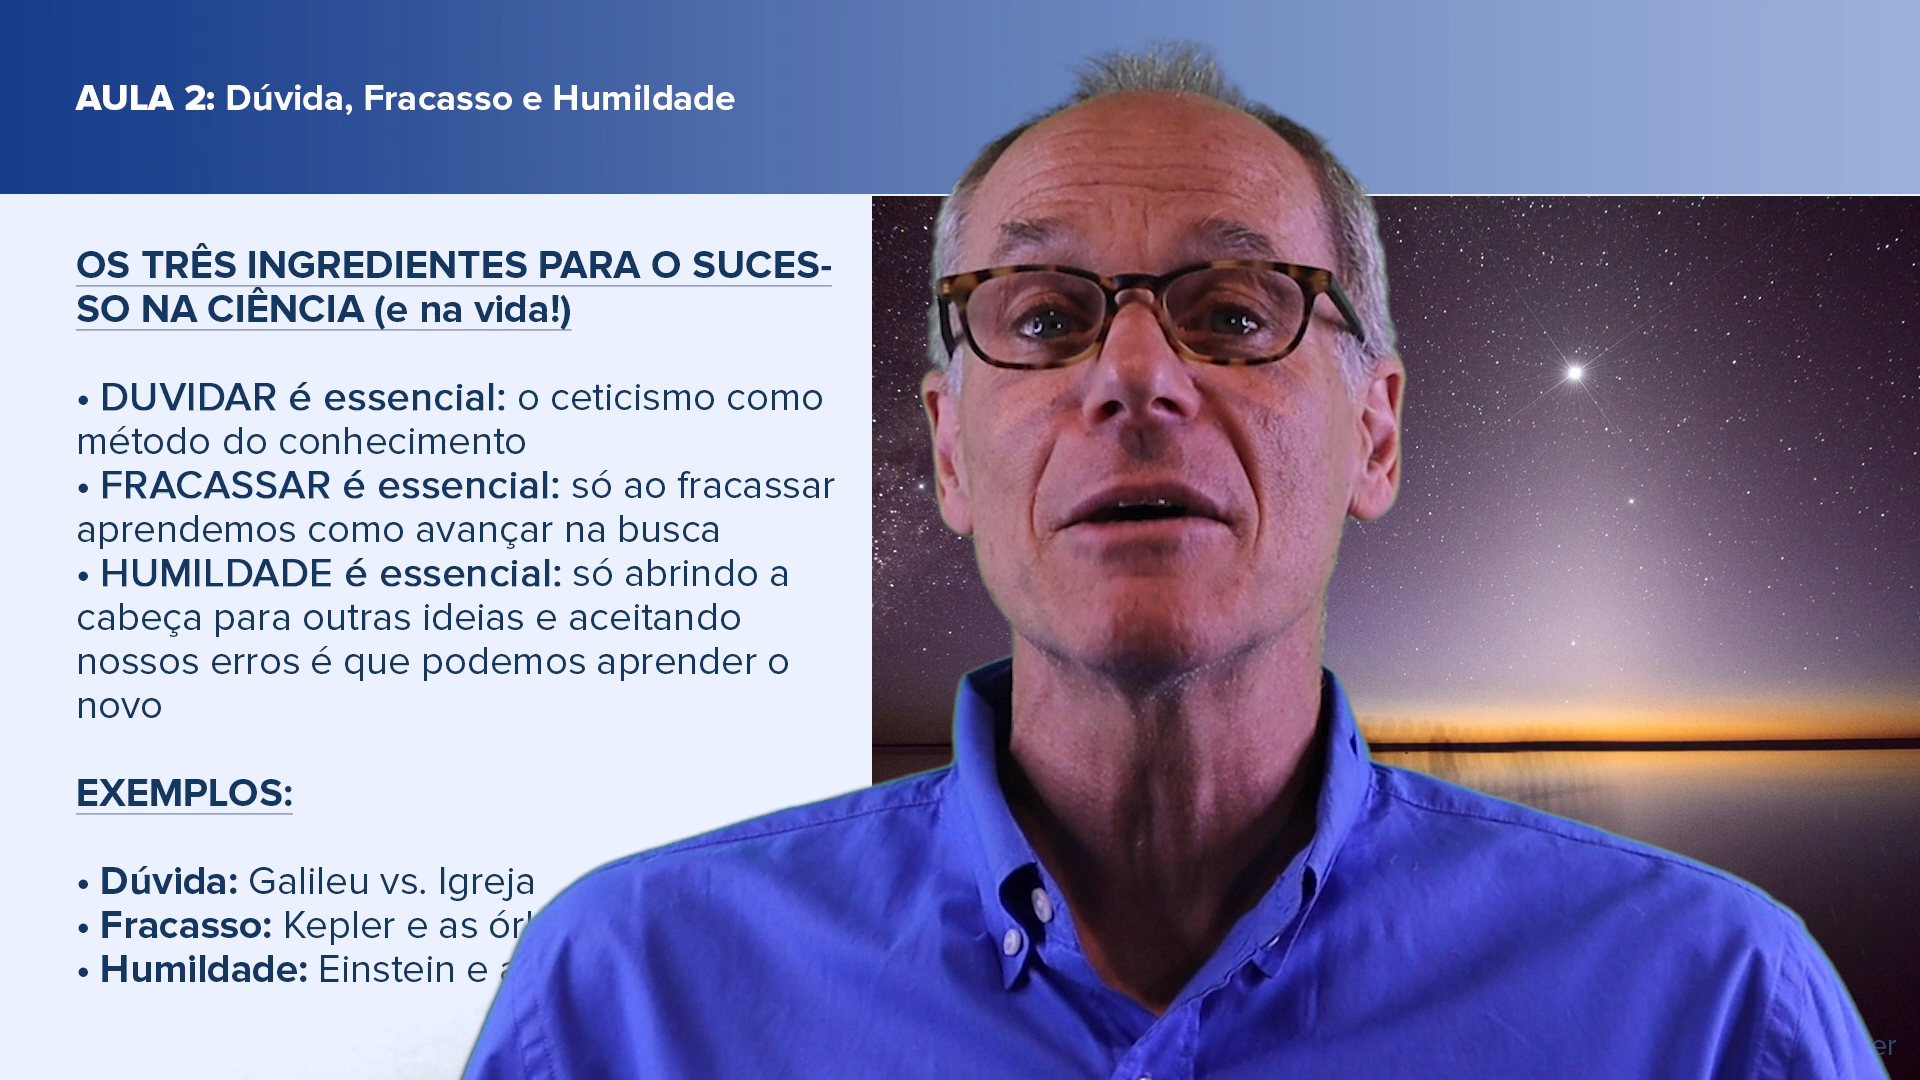 AULA 2: Dúvida, Fracasso e Humildade
OS TRÊS INGREDIENTES PARA O SUCES-
SO NA CIÊNCIA (e na vida!)
• DUVIDAR é essencial: o ceticismo como
método do conhecimento
• FRACASSAR é essencial: só ao fracassar
aprendemos como avançar na busca
• HUMILDADE é essencial: só abrindo a
cabeça para outras ideias e aceitando
nossos erros é que podemos aprender o
novo
EXEMPLOS:
• Dúvida: Galileu vs. Igreja
• Fracasso: Kepler e as
• Humildade: Einstein e